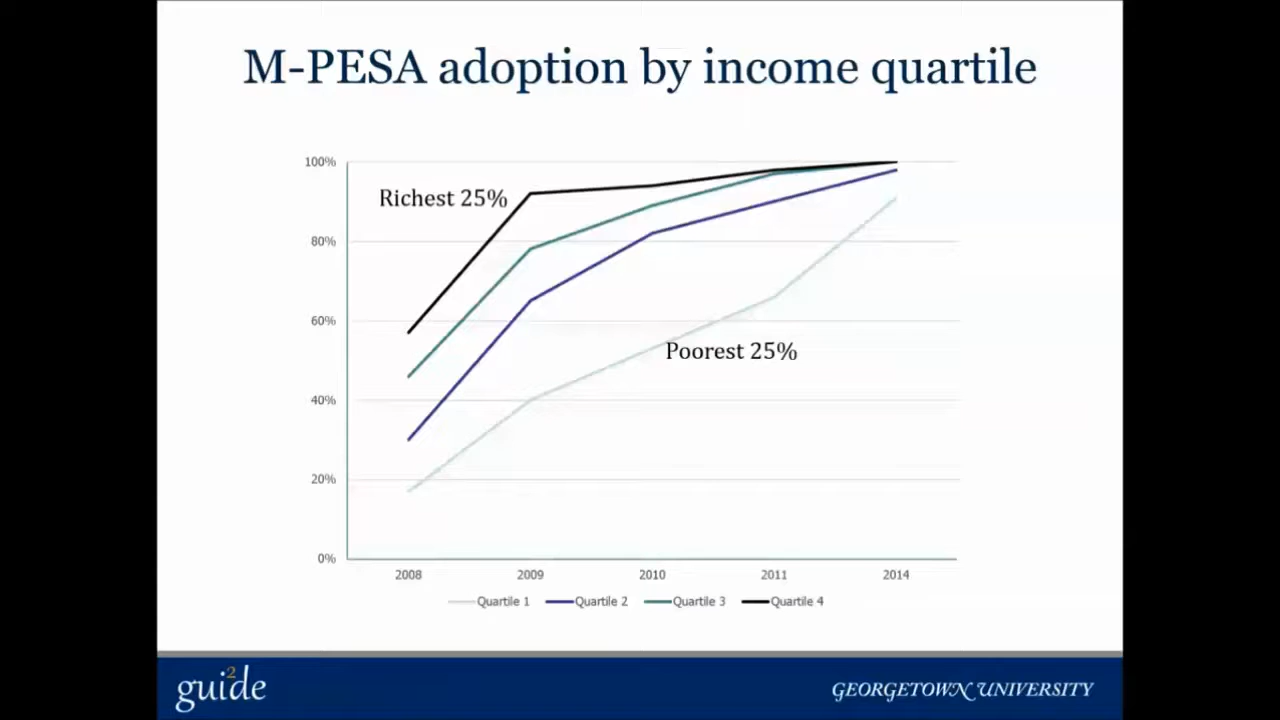 M-PESA adoption by income quartile
100%
Richest 25%
80%
60%
Poorest 25%
40%
20%
0%
2008 2009 2010 2011 2014
Quartile 1 Quartile 2 Quartile 3 Quartile 4
gui2de
GEORGETOWN UNIVERSITY